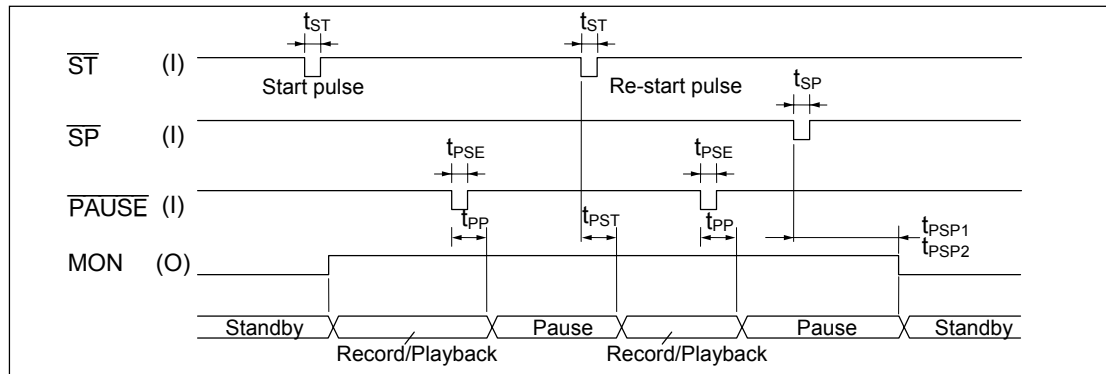 tST tST
ST (I)
Start pulse Re-start pulse
tSP
SP (I)
tPSE tPSE
PAUSE (I)
tPP tPST tPP tPSP1
tPSP2
MON (O)
Standby Pause Pause Standby
Record/Playback Record/Playback